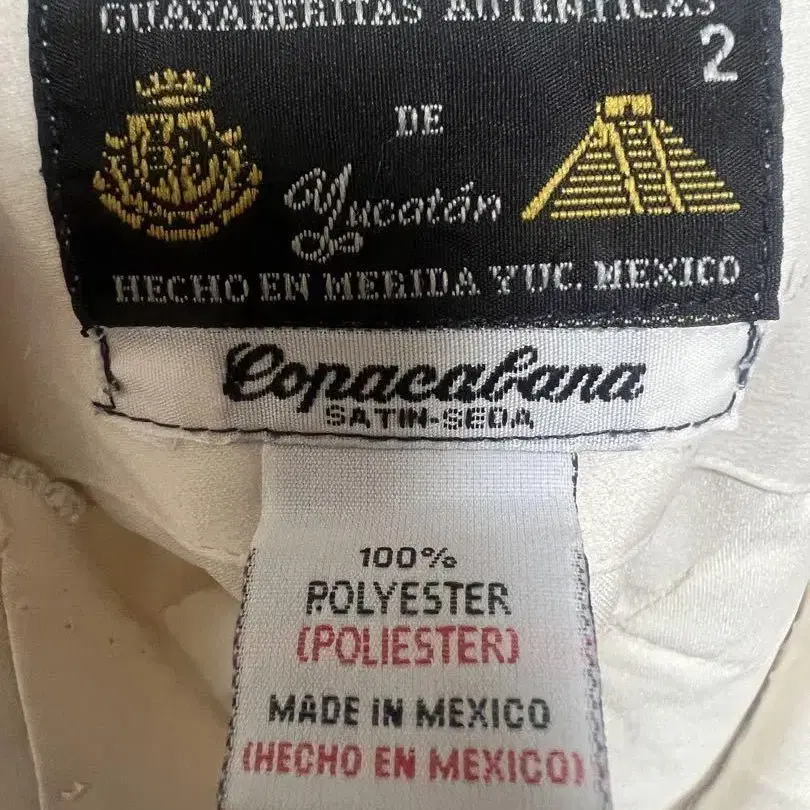 GUAYABERITAS AUTENTICAS
2
DE
Yucatán
HECHO EN MERIDA YUC. MEXICO
Copacabana
SATIN-SEDA
100%
POLYESTER
(POLIESTER)
MADE IN MEXICO
(HECHO EN MEXICO)